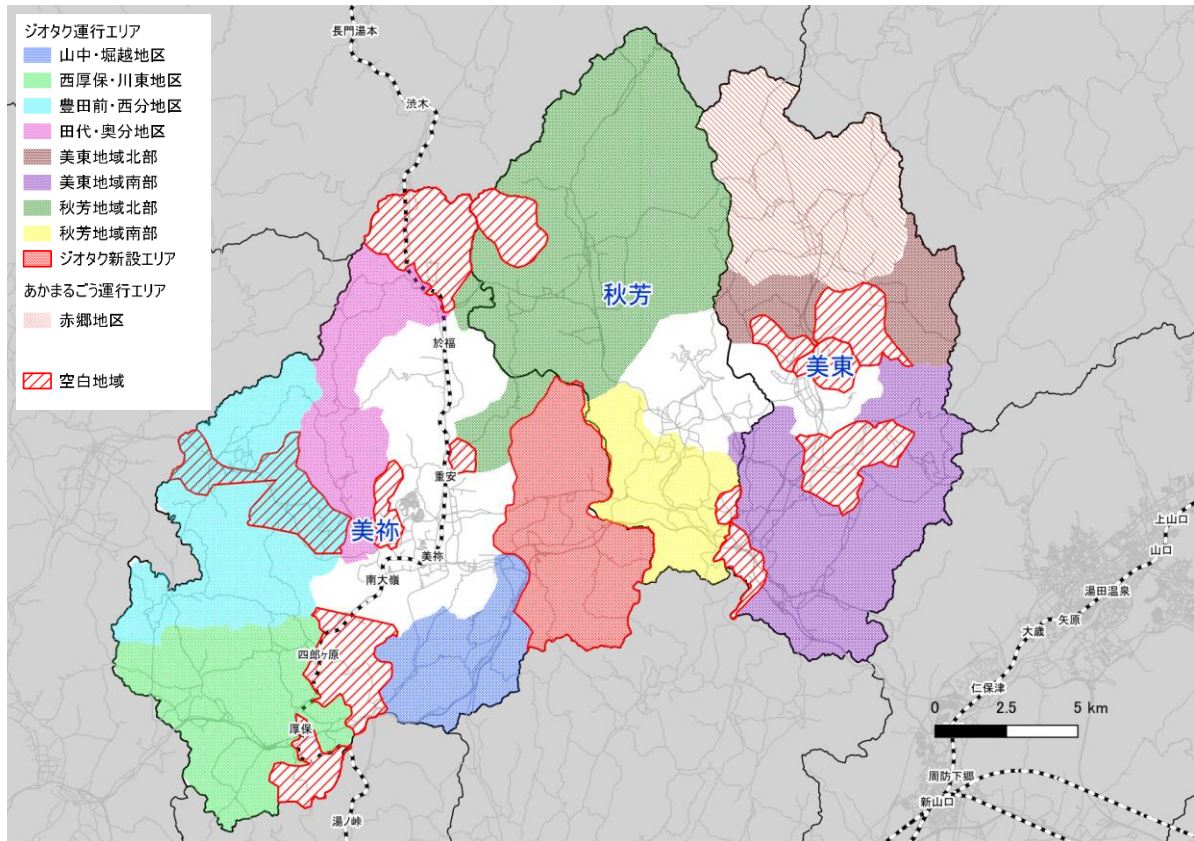 ジオタク運行エリア
山中・堀越地区
西厚保・川東地区
豊田前・西分地区
田代・奥分地区
美東地域北部
美東地域南部
秋芳地域北部
秋芳地域南部
ジオタク新設エリア
あかまるごう運行エリア
赤郷地区
空白地域
長門湯本
渋木
秋芳
於福
美東
重安
美祢
美祢
南大嶺
四郎ヶ原
厚保
湯ノ峠
上山口
山口
湯田温泉
矢原
大歳
仁保津
0 2.5 5 km
周防下郷
新山口